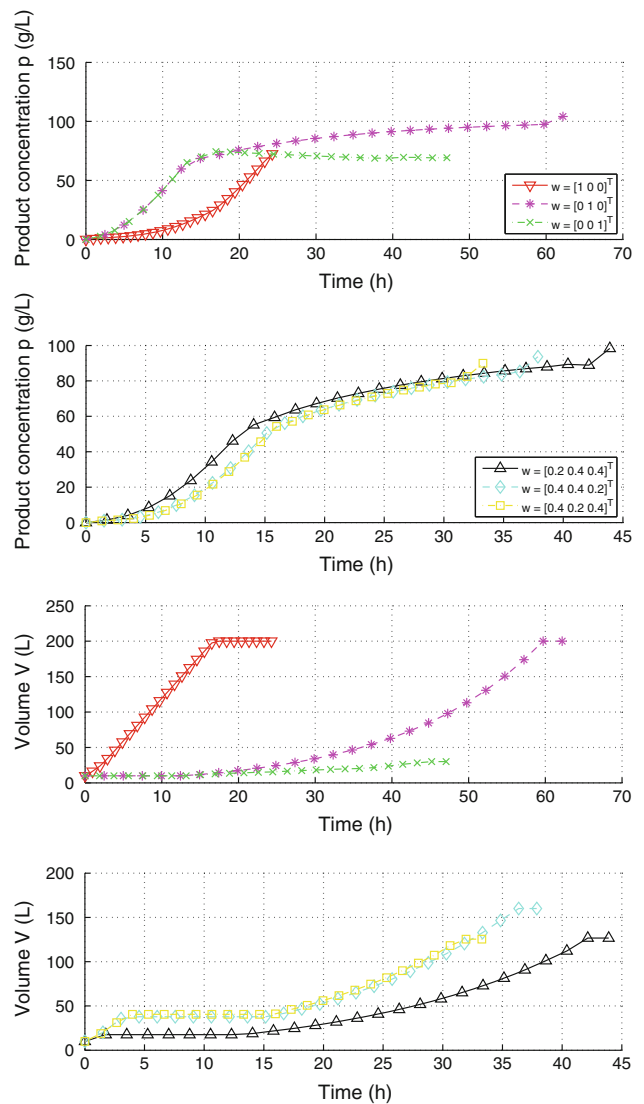 Product concentration p (g/L)
150
100
50
0
w = [1 0 0]ᵀ
w = [0 1 0]ᵀ
w = [0 0 1]ᵀ
0 10 20 30 40 50 60 70
Time (h)
Product concentration p (g/L)
100
80
60
40
20
0
w = [0.2 0.4 0.4]ᵀ
w = [0.4 0.4 0.2]ᵀ
w = [0.4 0.2 0.4]ᵀ
0 5 10 15 20 25 30 35 40 45
Time (h)
Volume V (L)
250
200
150
100
50
0
0 10 20 30 40 50 60 70
Time (h)
Volume V (L)
200
150
100
50
0
0 5 10 15 20 25 30 35 40 45
Time (h)